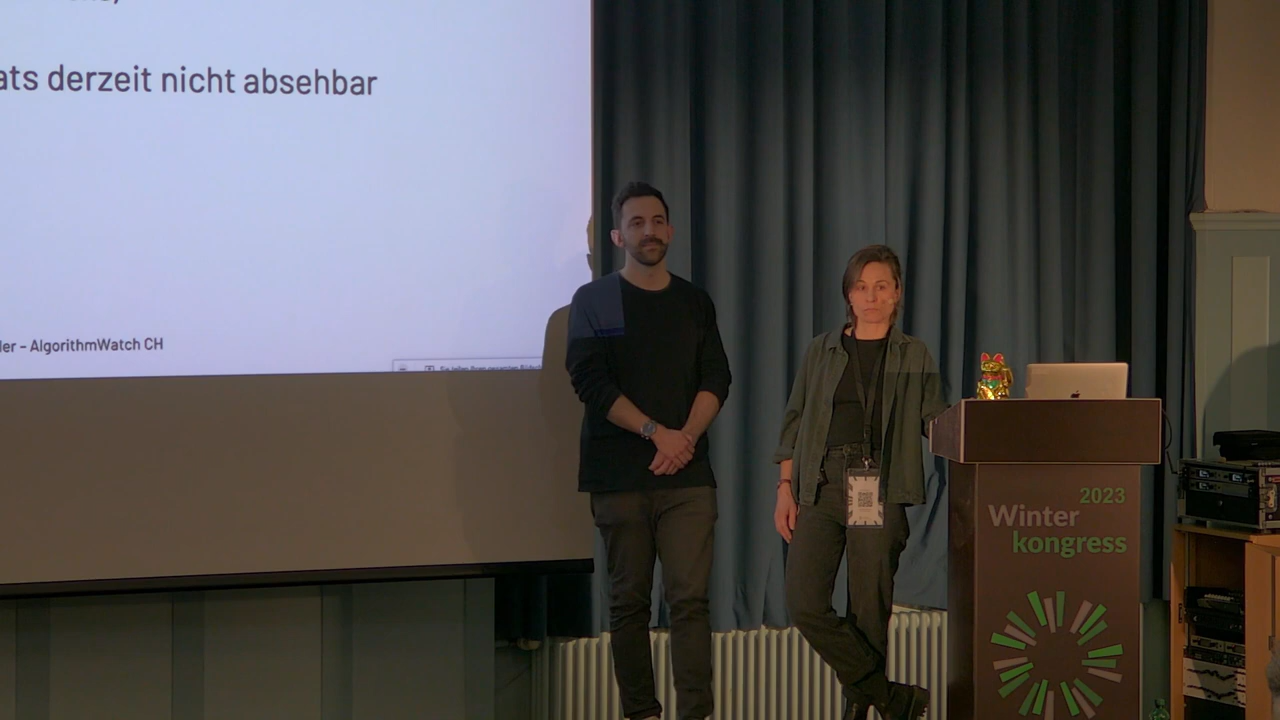 ats derzeit nicht absehbar
ler – AlgorithmWatch CH
2023
Winter
kongress